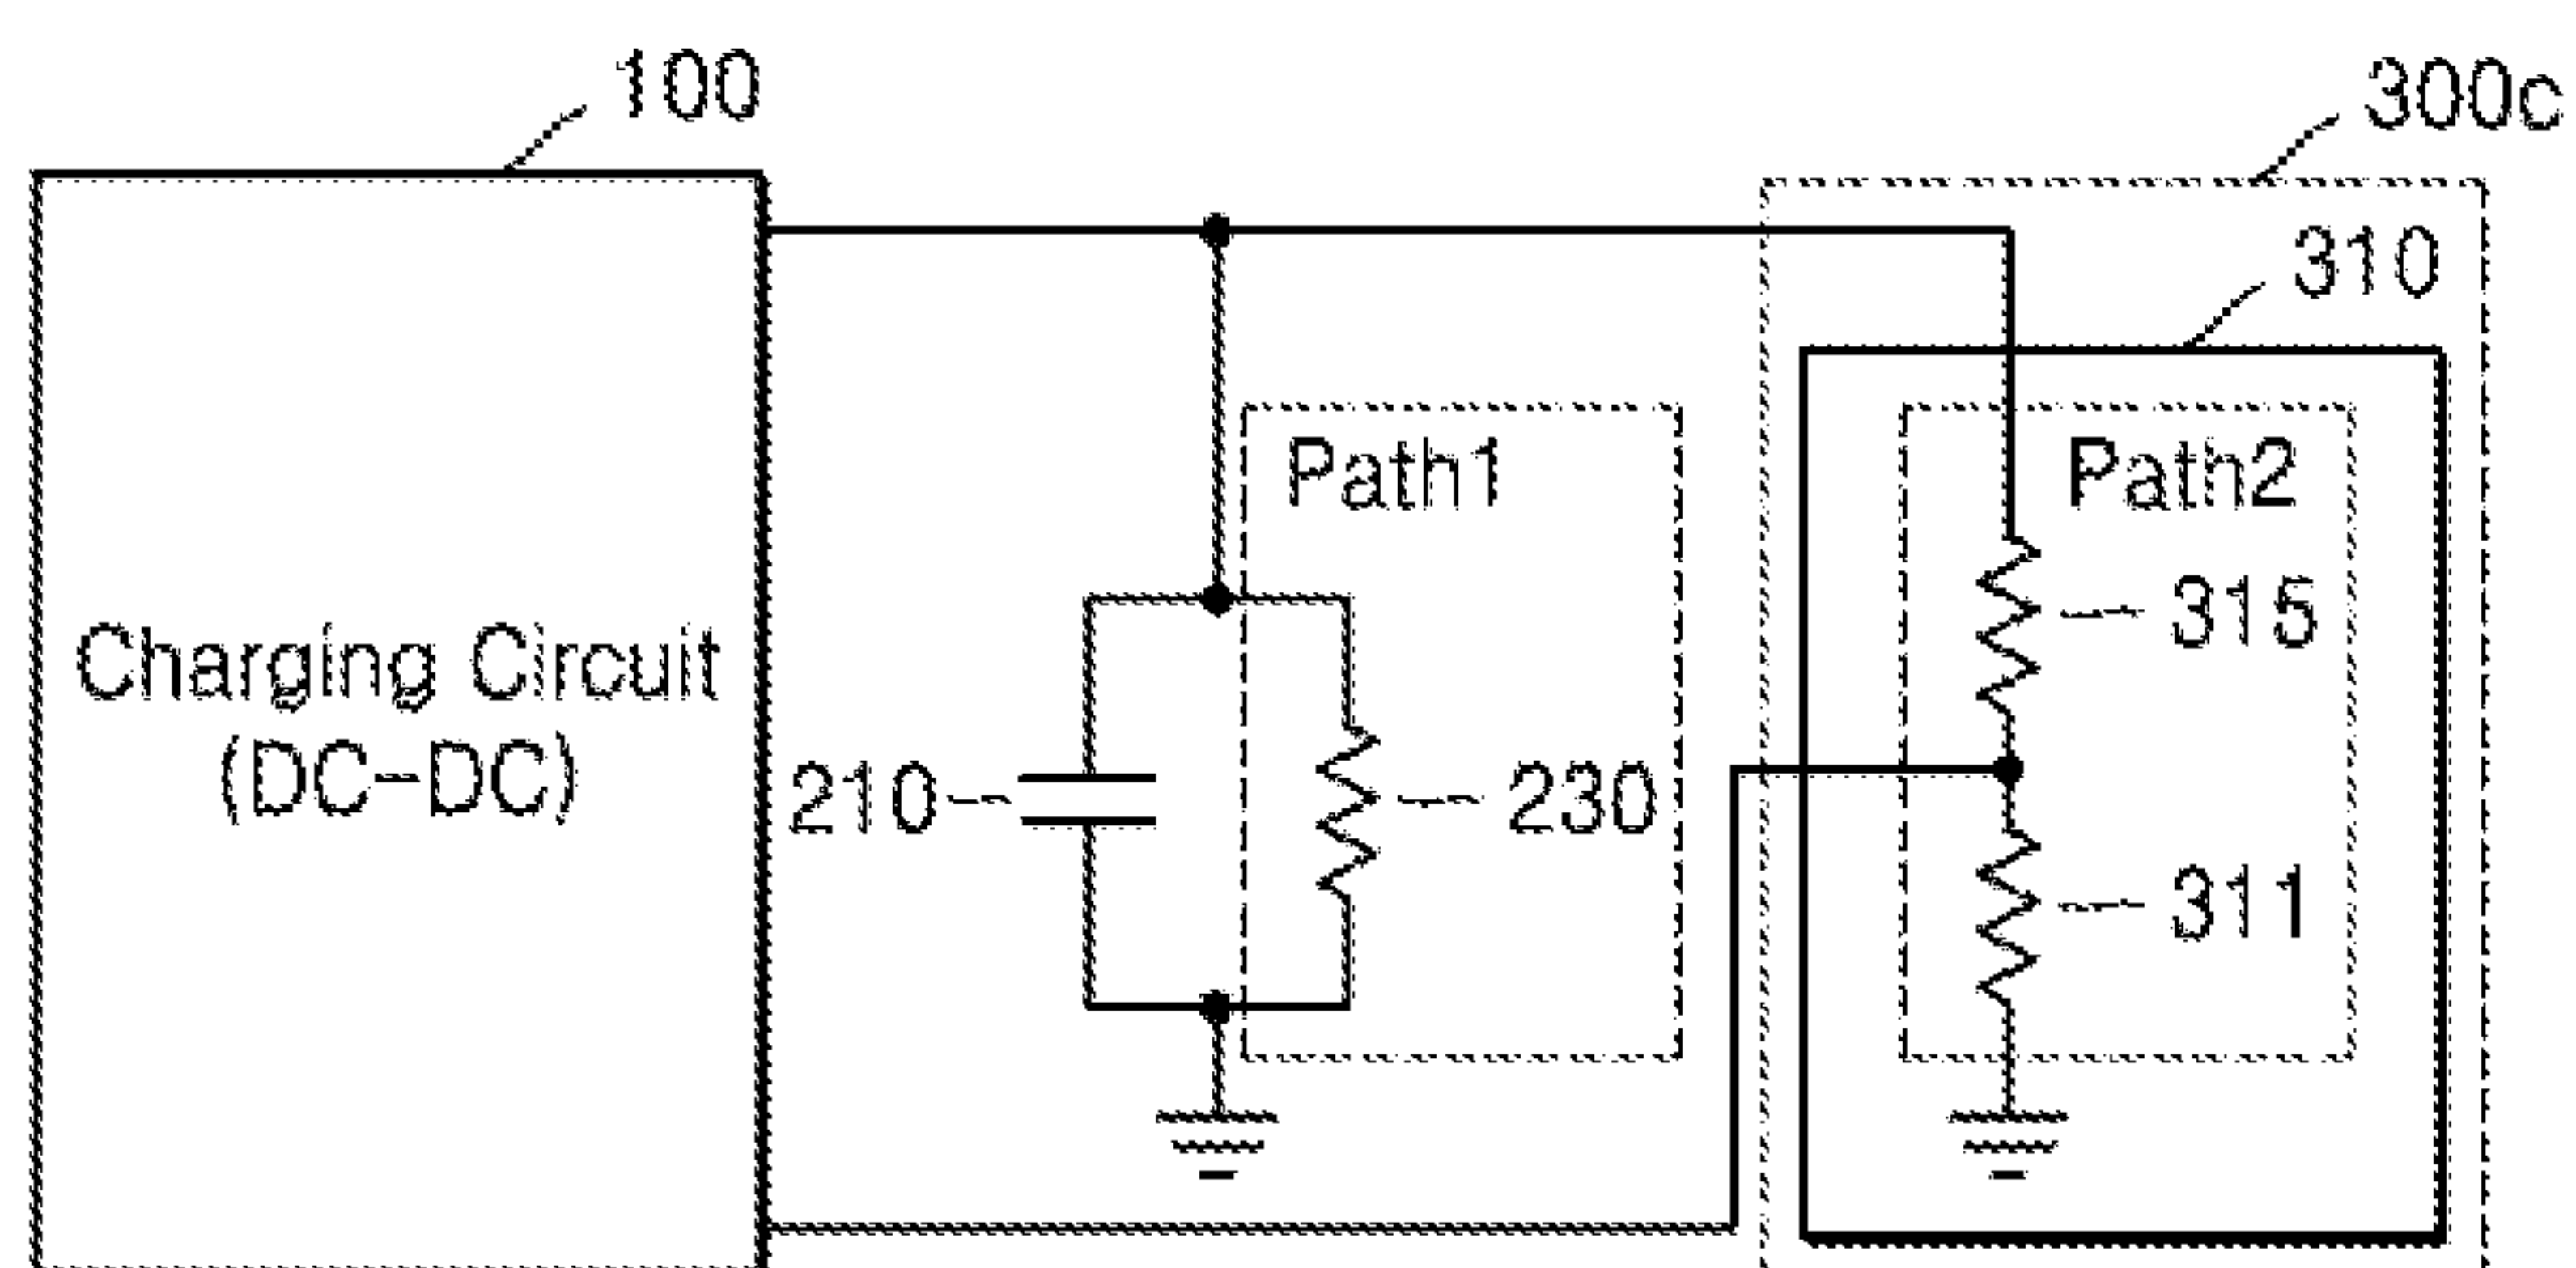 100
300c
310
Path1
Path2
315
Charging Circuit
(DC-DC)
210
230
311